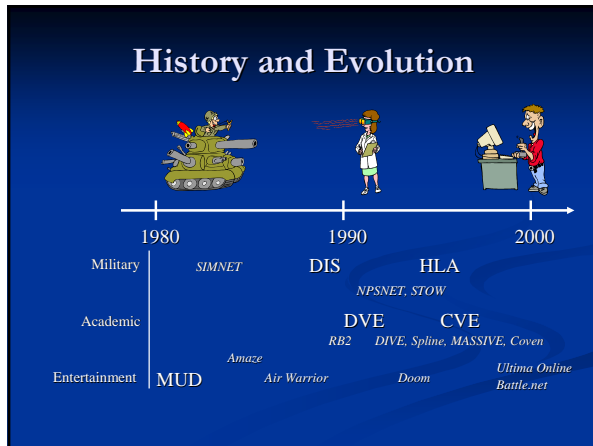 History and Evolution
1980 1990 2000
Military SIMNET DIS HLA
NPSNET, STOW
Academic DVE CVE
RB2 DIVE, Spline, MASSIVE, Coven
Amaze
Entertainment MUD Air Warrior Doom Ultima Online
Battle.net